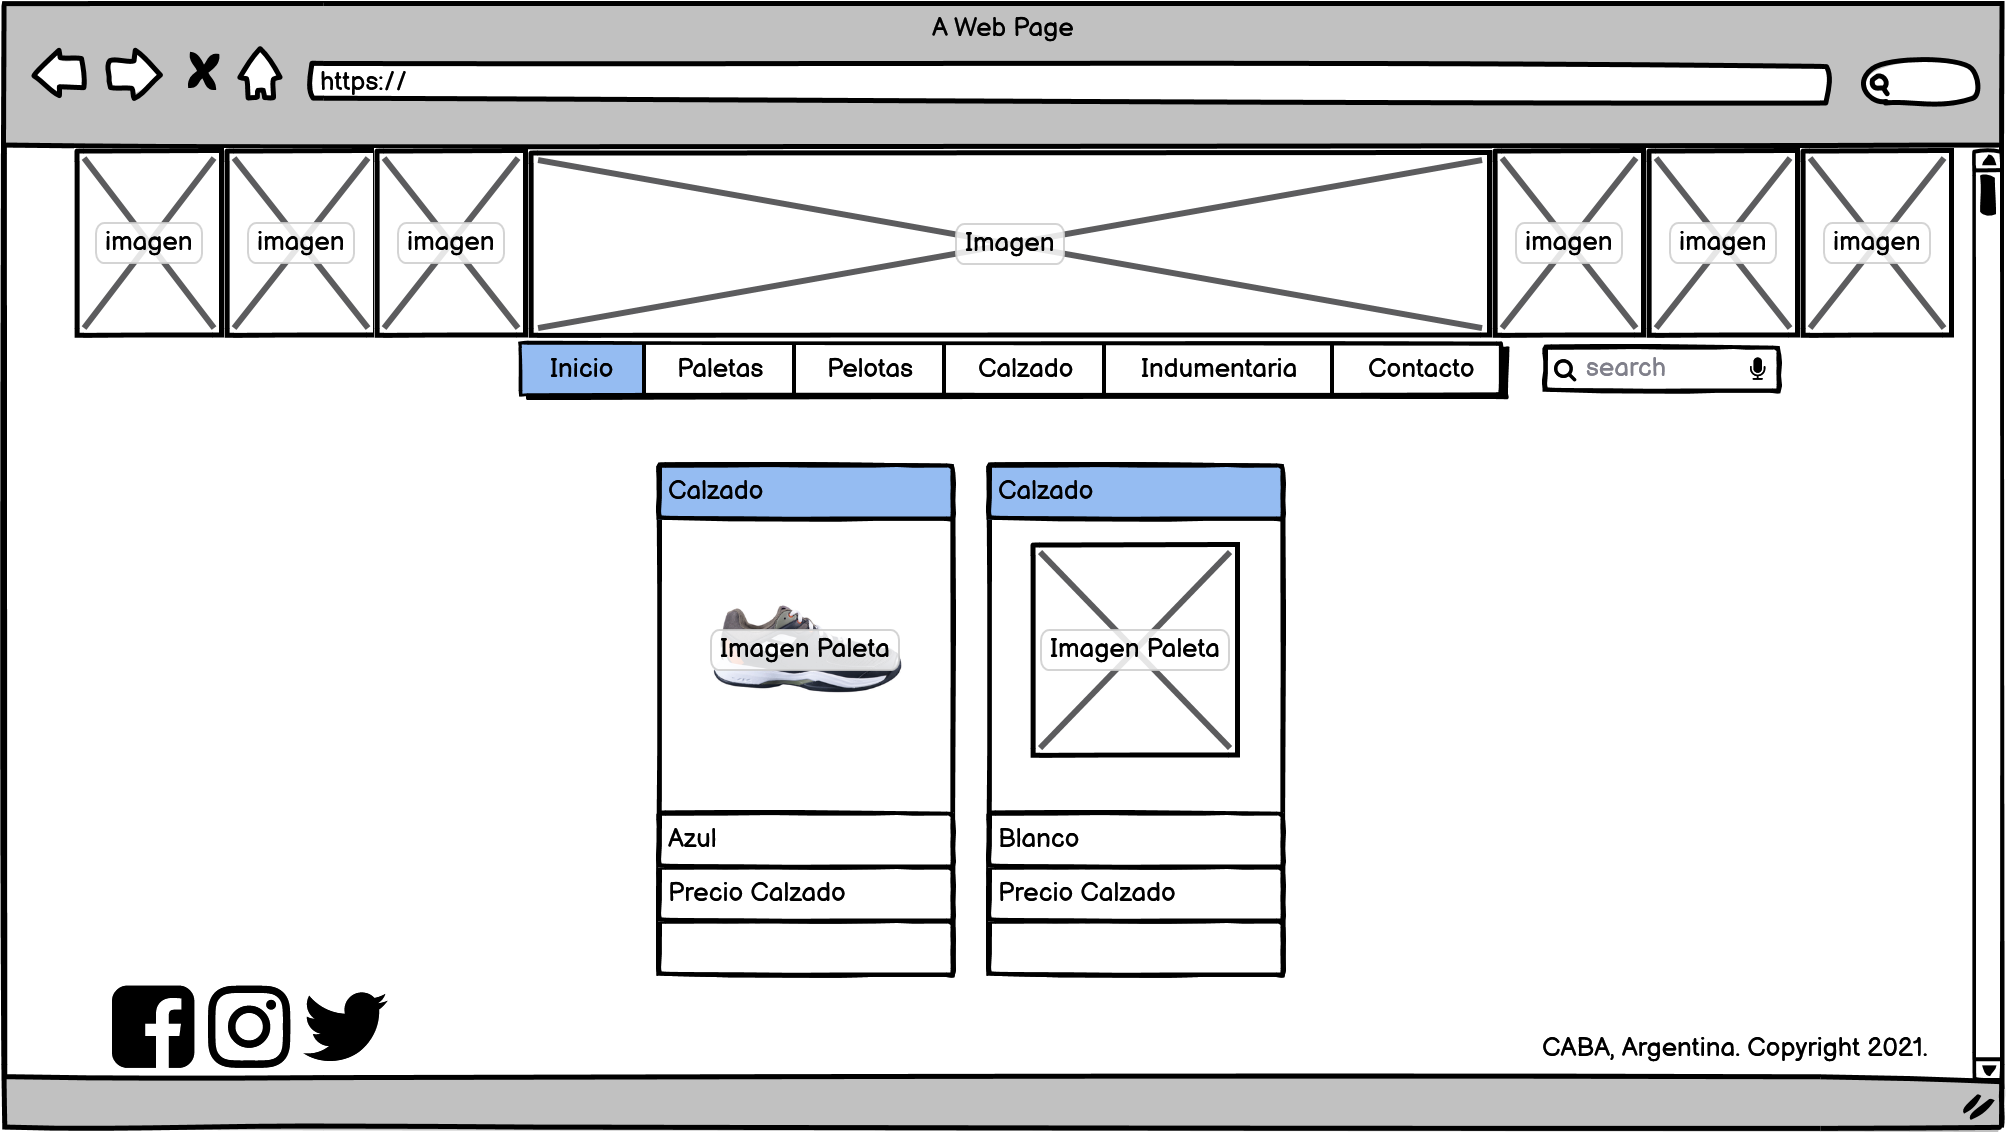 A Web Page
https://
imagen imagen imagen Imagen imagen imagen imagen
Inicio Paletas Pelotas Calzado Indumentaria Contacto search
Calzado Calzado
Imagen Paleta Imagen Paleta
Azul Blanco
Precio Calzado Precio Calzado
CABA, Argentina. Copyright 2021.